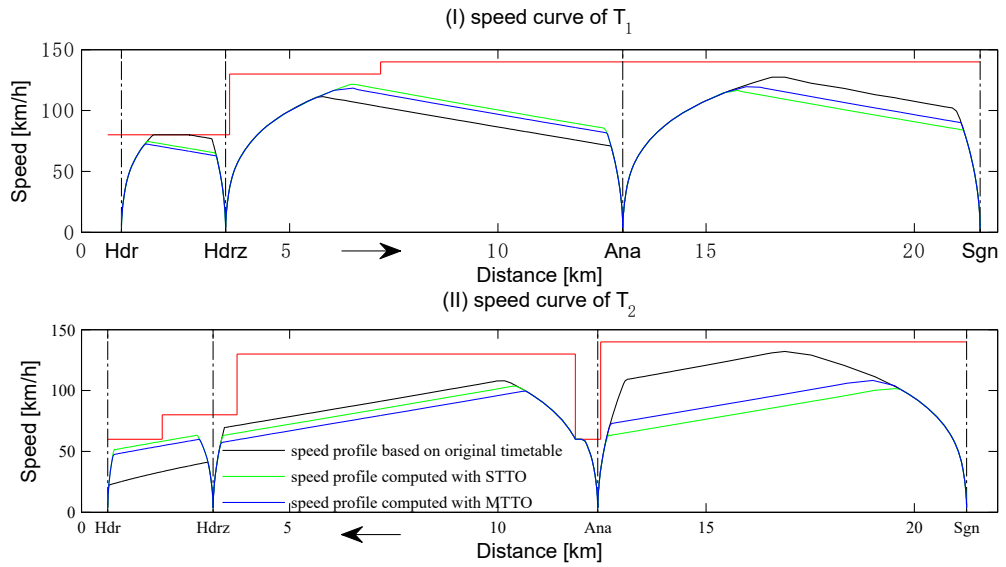 (I) speed curve of T1
Speed [km/h]
150
100
50
0
0 Hdr Hdrz 5 10 Ana 15 20 Sgn
Distance [km]
(II) speed curve of T2
Speed [km/h]
150
100
50
0
speed profile based on original timetable
speed profile computed with STTO
speed profile computed with MTTO
0 Hdr Hdrz 5 10 Ana 15 20 Sgn
Distance [km]